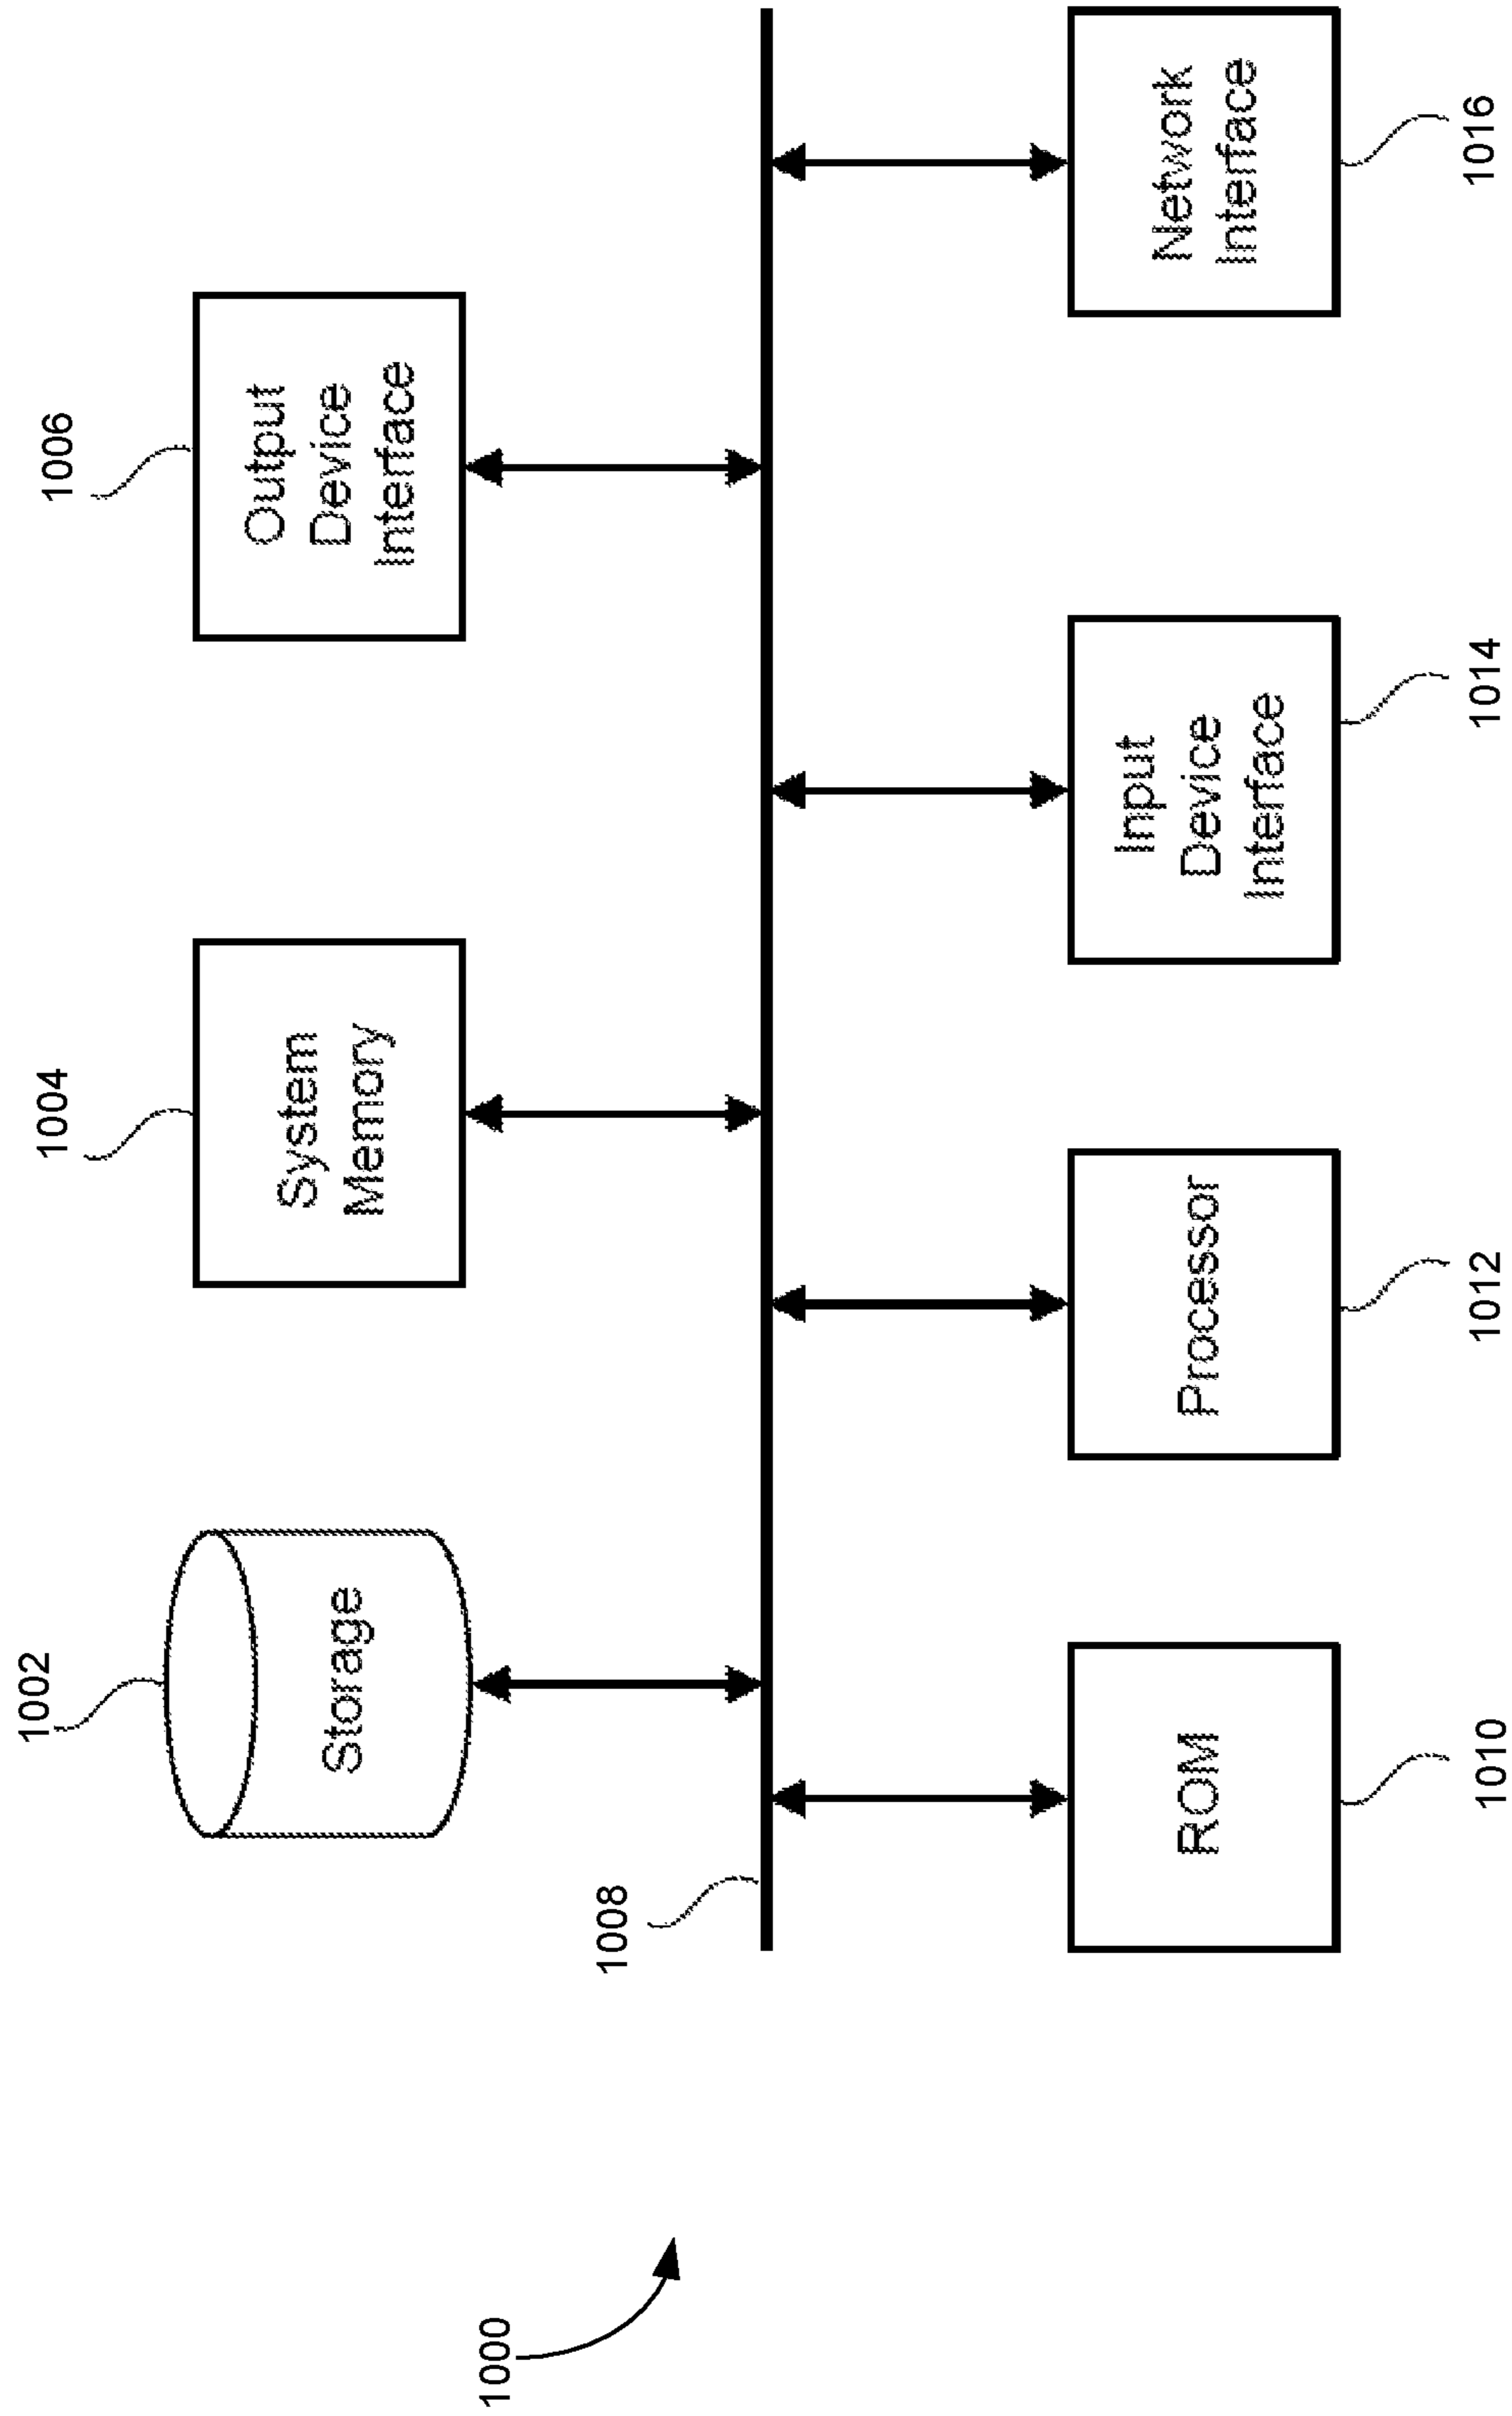 1002
Storage
1004
System
Memory
1006
Output
Device
Interface
1008
ROM
1010
Processor
1012
Input
Device
Interface
1014
Network
Interface
1016
1000